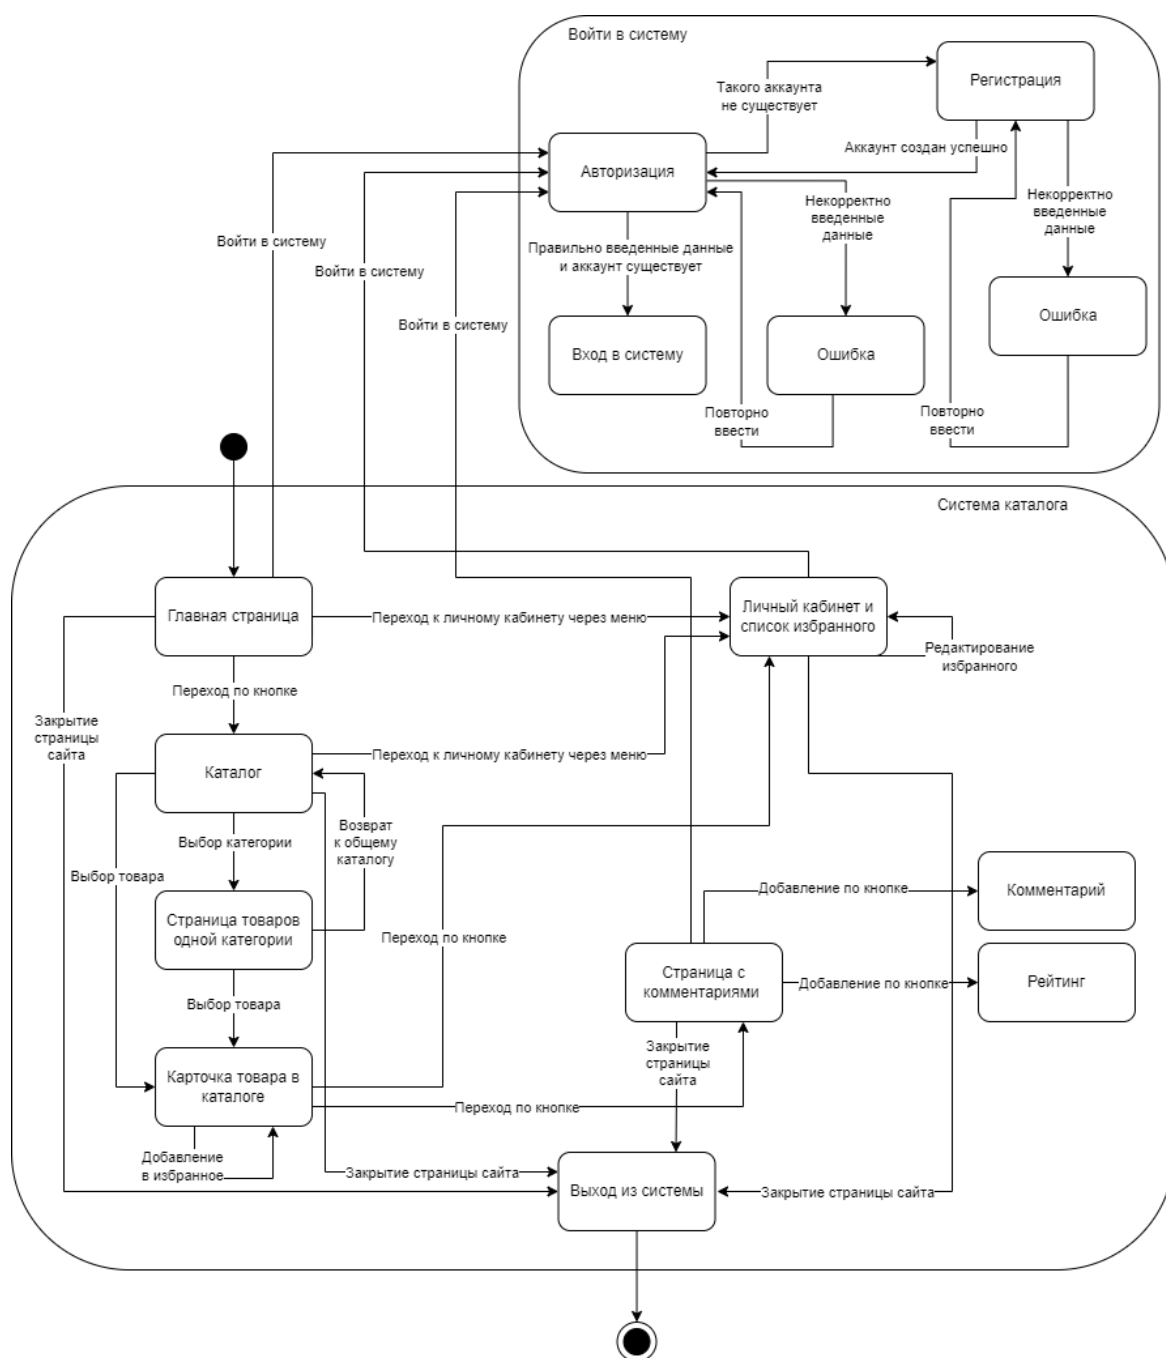 Войти в систему
Регистрация
Такого аккаунта
не существует
Аккаунт создан успешно
Авторизация
Некорректно
введенные
данные
Некорректно
введенные
данные
Войти в систему
Правильно введенные данные
и аккаунт существует
Войти в систему
Войти в систему
Ошибка
Вход в систему
Ошибка
Повторно
ввести
Повторно
ввести
Система каталога
Главная страница
Переход к личному кабинету через меню
Личный кабинет и
список избранного
Редактирование
избранного
Переход по кнопке
Закрытие
страницы
сайта
Переход к личному кабинету через меню
Каталог
Возврат
к общему
каталогу
Выбор категории
Выбор товара
Добавление по кнопке
Комментарий
Страница товаров
одной категории
Переход по кнопке
Страница с
комментариями
Добавление по кнопке
Рейтинг
Выбор товара
Закрытие
страницы
сайта
Карточка товара в
каталоге
Переход по кнопке
Добавление
в избранное
Закрытие страницы сайта
Выход из системы
Закрытие страницы сайта